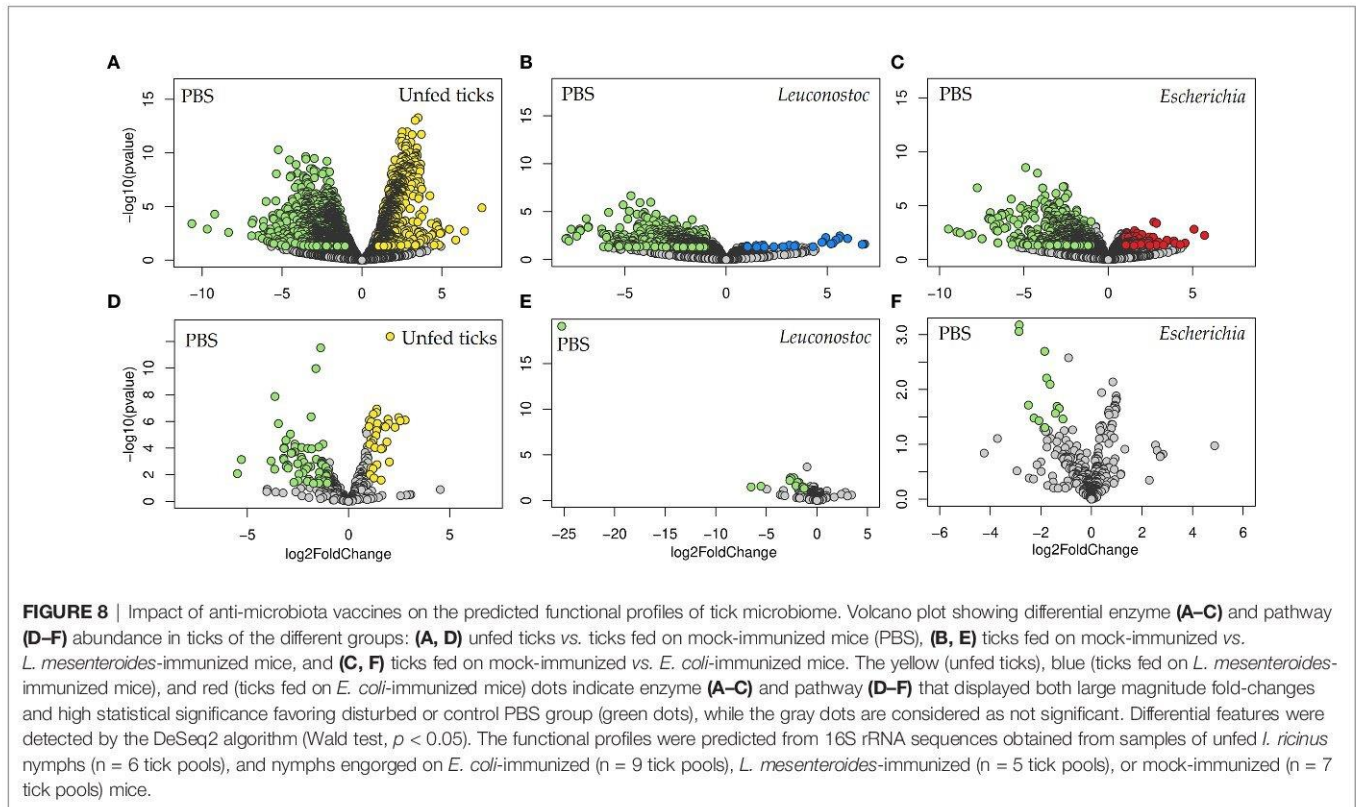 A
B
C
PBS
Unfed ticks
PBS
Leuconostoc
PBS
Escherichia
−log10(pvalue)
15
10
5
0
15
10
5
0
15
10
5
0
−10
−5
0
5
−5
0
5
−10
−5
0
5
D
E
F
PBS
Unfed ticks
PBS
Leuconostoc
PBS
Escherichia
−log10(pvalue)
10
8
6
4
2
0
15
10
5
0
3.0
2.0
1.0
0.0
−5
0
5
−25
−20
−15
−10
−5
0
5
−6
−4
−2
0
2
4
6
log2FoldChange
log2FoldChange
log2FoldChange
FIGURE 8 | Impact of anti-microbiota vaccines on the predicted functional profiles of tick microbiome. Volcano plot showing differential enzyme (A–C) and pathway
(D–F) abundance in ticks of the different groups: (A, D) unfed ticks vs. ticks fed on mock-immunized mice (PBS), (B, E) ticks fed on mock-immunized vs.
L. mesenteroides-immunized mice, and (C, F) ticks fed on mock-immunized vs. E. coli-immunized mice. The yellow (unfed ticks), blue (ticks fed on L. mesenteroides-
immunized mice), and red (ticks fed on E. coli-immunized mice) dots indicate enzyme (A–C) and pathway (D–F) that displayed both large magnitude fold-changes
and high statistical significance favoring disturbed or control PBS group (green dots), while the gray dots are considered as not significant. Differential features were
detected by the DeSeq2 algorithm (Wald test, p < 0.05). The functional profiles were predicted from 16S rRNA sequences obtained from samples of unfed I. ricinus
nymphs (n = 6 tick pools), and nymphs engorged on E. coli-immunized (n = 9 tick pools), L. mesenteroides-immunized (n = 5 tick pools), or mock-immunized (n = 7
tick pools) mice.